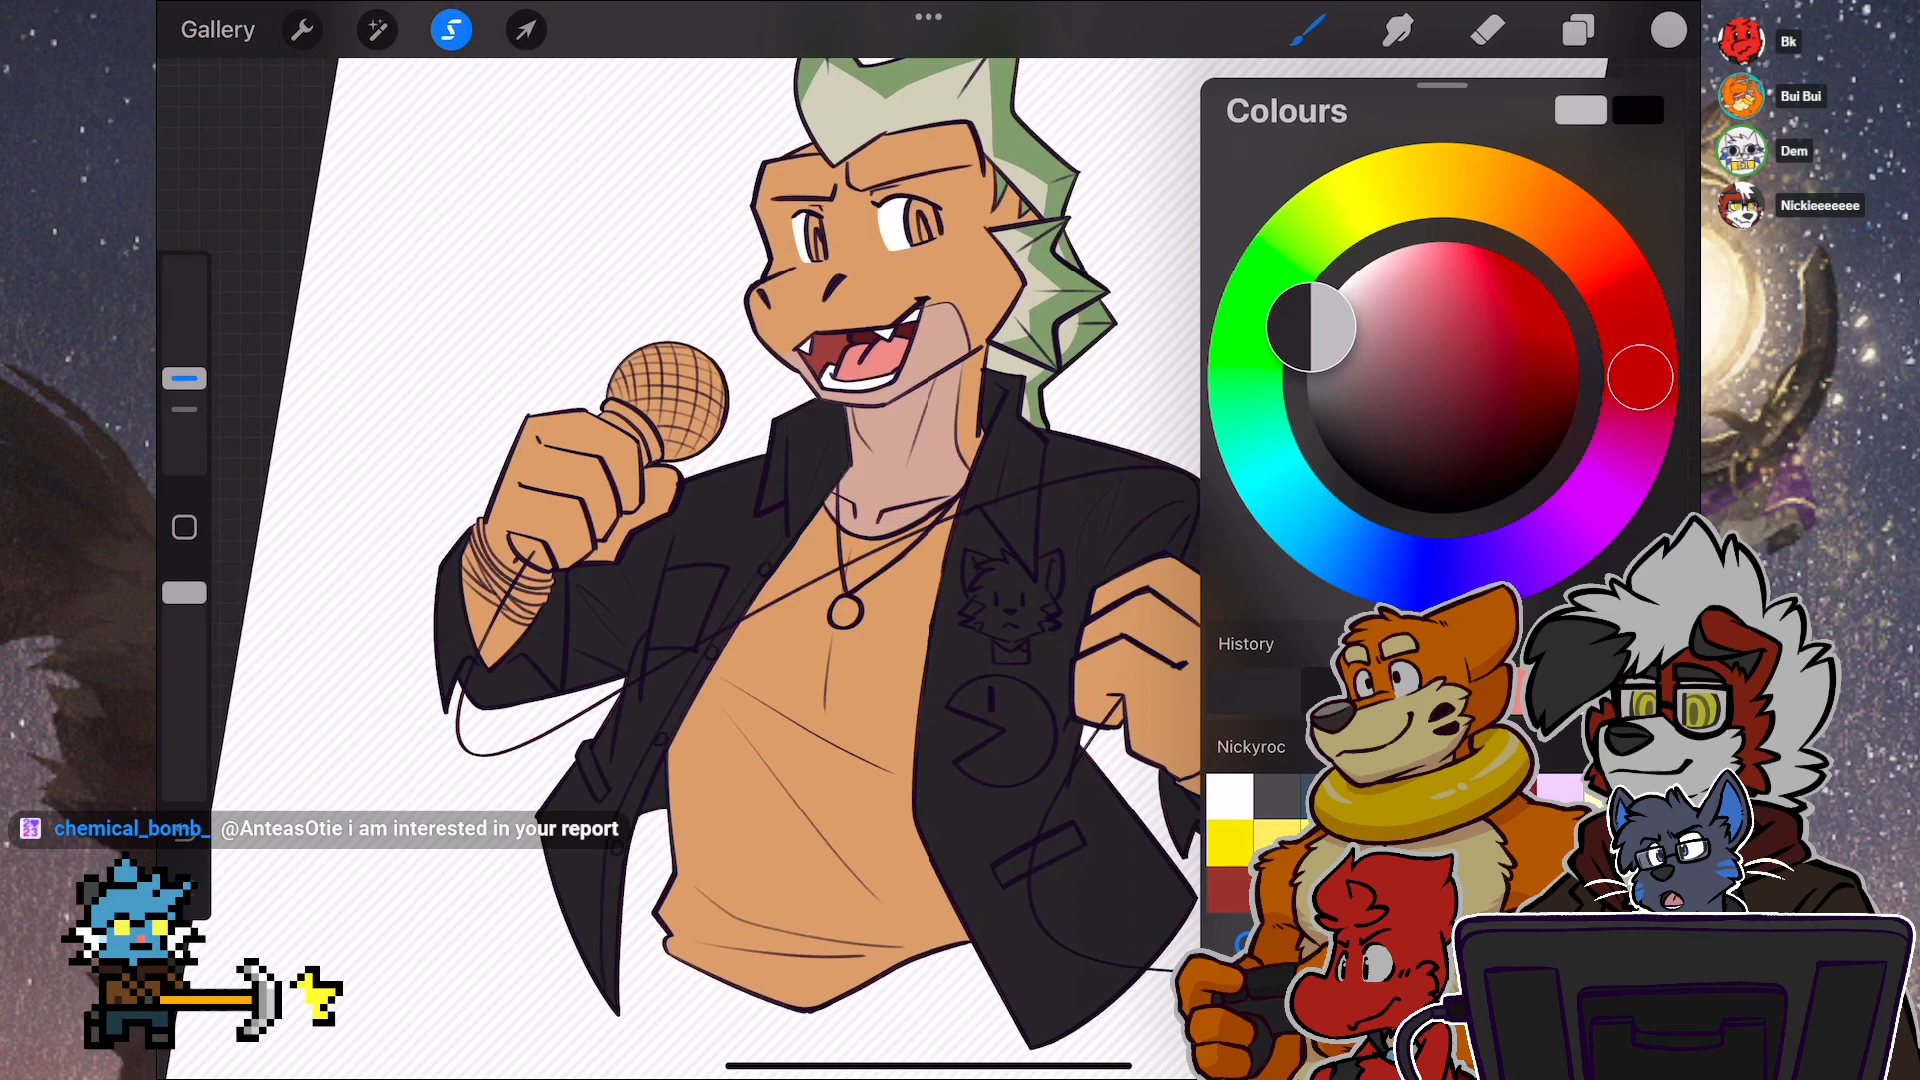 Gallery
Colours
Bk
Bui Bui
Dem
Nickieeeeeee
History
Nickyroc
chemical_bomb_ @AnteasOtie i am interested in your report